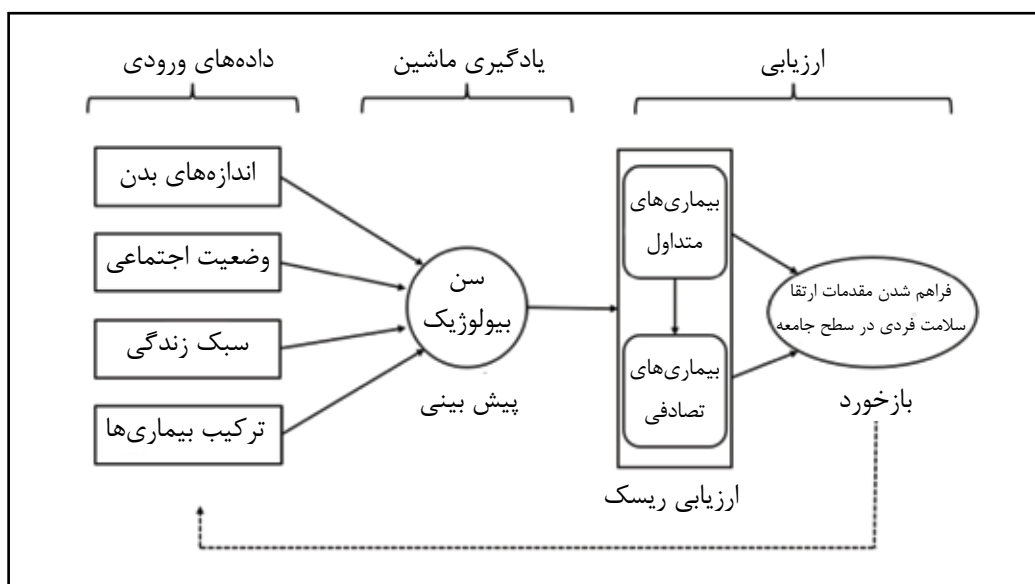 داده‌های ورودی
یادگیری ماشین
ارزیابی
اندازه‌های بدن
وضعیت اجتماعی
سبک زندگی
ترکیب بیماری‌ها
سن
بیولوژیک
پیش بینی
بیماری‌های
متداول
بیماری‌های
تصادفی
ارزیابی ریسک
فراهم شدن مقدمات ارتقا
سلامت فردی در سطح جامعه
بازخورد